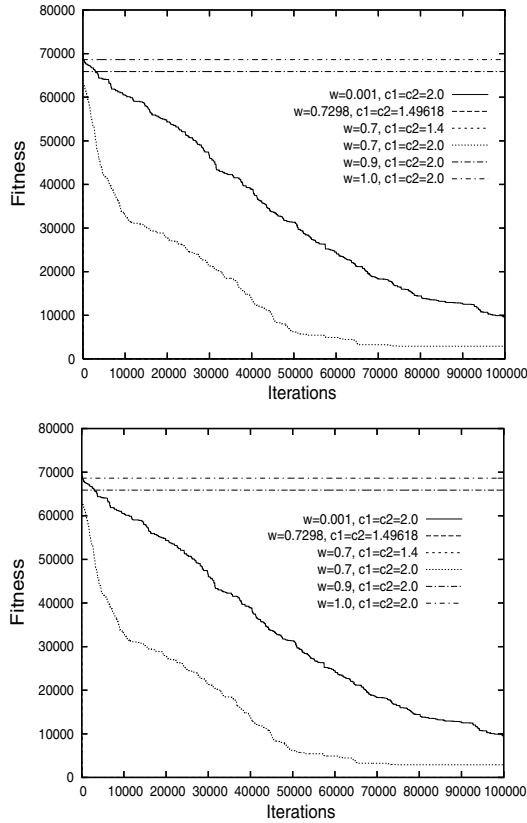 80000
70000
60000
50000
40000
30000
20000
10000
0
Fitness
w=0.001, c1=c2=2.0
w=0.7298, c1=c2=1.49618
w=0.7, c1=c2=1.4
w=0.7, c1=c2=2.0
w=0.9, c1=c2=2.0
w=1.0, c1=c2=2.0
0 10000 20000 30000 40000 50000 60000 70000 80000 90000 100000
Iterations
80000
70000
60000
50000
40000
30000
20000
10000
0
Fitness
w=0.001, c1=c2=2.0
w=0.7298, c1=c2=1.49618
w=0.7, c1=c2=1.4
w=0.7, c1=c2=2.0
w=0.9, c1=c2=2.0
w=1.0, c1=c2=2.0
0 10000 20000 30000 40000 50000 60000 70000 80000 90000 100000
Iterations